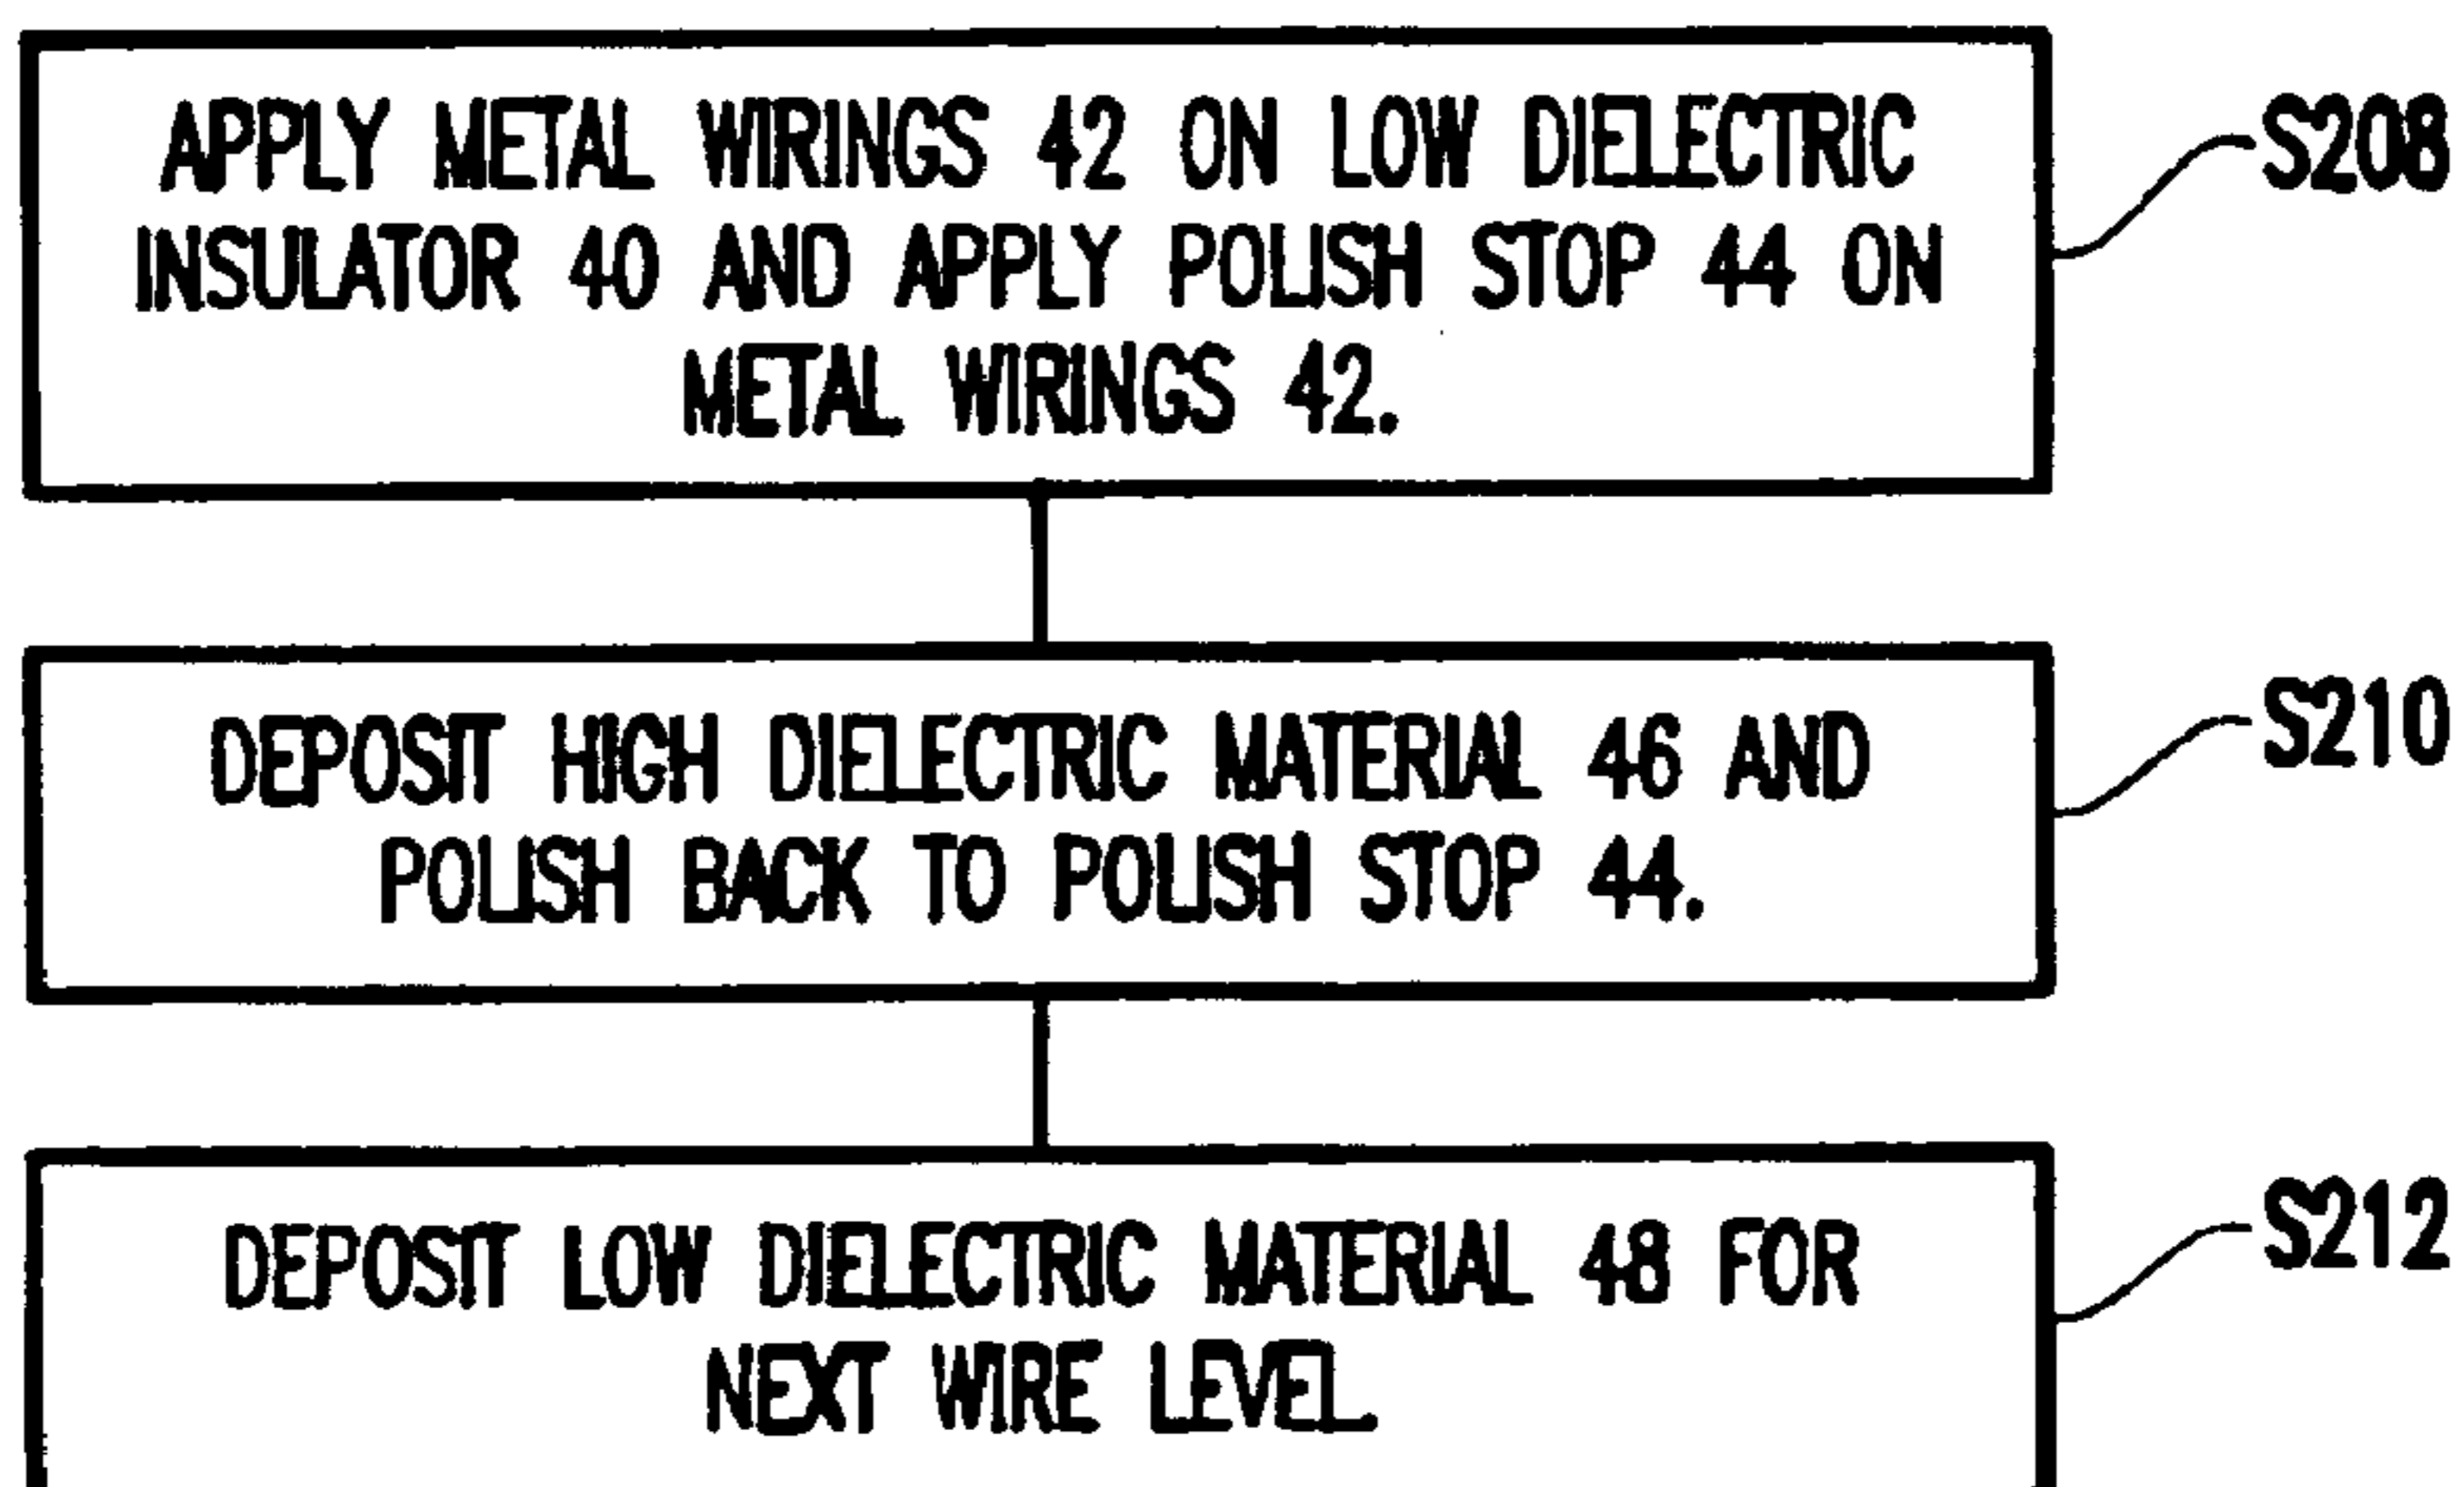 APPLY METAL WIRINGS 42 ON LOW DIELECTRIC
INSULATOR 40 AND APPLY POLISH STOP 44 ON
METAL WIRINGS 42.
S208
DEPOSIT HIGH DIELECTRIC MATERIAL 46 AND
POLISH BACK TO POLISH STOP 44.
S210
DEPOSIT LOW DIELECTRIC MATERIAL 48 FOR
NEXT WIRE LEVEL.
S212